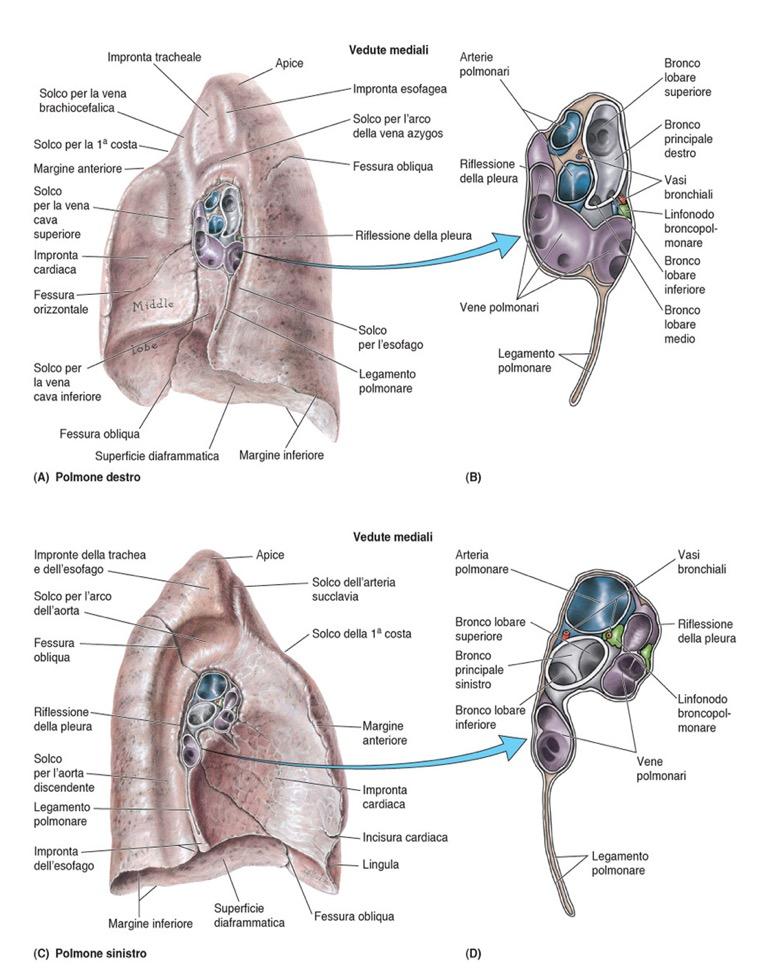 Vedute mediali
Impronta tracheale
Apice
Solco per la vena
brachiocefalica
Impronta esofagea
Solco per l'arco
della vena azygos
Solco per la 1ª costa
Margine anteriore
Fessura obliqua
Solco
per la vena
cava
superiore
Riflessione della pleura
Impronta
cardiaca
Fessura
orizzontale
Middle
lobe
Solco
per l'esofago
Solco per
la vena
cava inferiore
Legamento
polmonare
Fessura obliqua
Superficie diaframmatica
Margine inferiore
(A) Polmone destro
Arterie
polmonari
Bronco
lobare
superiore
Bronco
principale
destro
Riflessione
della pleura
Vasi
bronchiali
Linfonodo
broncopol-
monare
Bronco
lobare
inferiore
Vene polmonari
Bronco
lobare
medio
Legamento
polmonare
(B)
Vedute mediali
Impronte della trachea
e dell'esofago
Apice
Solco dell'arteria
succlavia
Solco per l'arco
dell'aorta
Solco della 1ª costa
Fessura
obliqua
Riflessione
della pleura
Margine
anteriore
Solco
per l'aorta
discendente
Impronta
cardiaca
Legamento
polmonare
Incisura cardiaca
Impronta
dell'esofago
Lingula
Margine inferiore
Superficie
diaframmatica
Fessura obliqua
(C) Polmone sinistro
Arteria
polmonare
Vasi
bronchiali
Bronco lobare
superiore
Riflessione
della pleura
Bronco
principale
sinistro
Bronco lobare
inferiore
Linfonodo
broncopol-
monare
Vene
polmonari
Legamento
polmonare
(D)